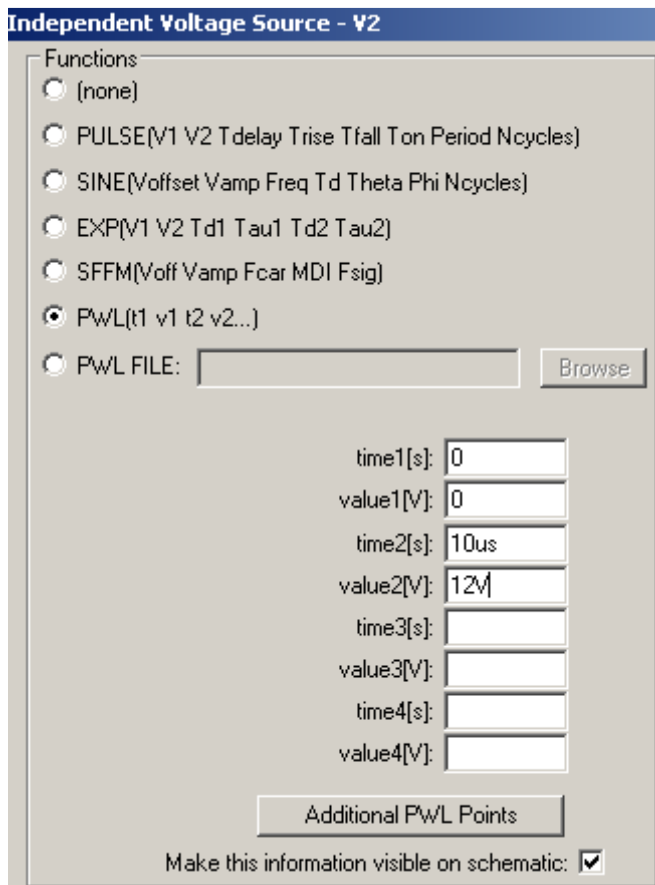 Independent Voltage Source - V2
Functions
(none)
PULSE(V1 V2 Tdelay Trise Tfall Ton Period Ncycles)
SINE(Voffset Vamp Freq Td Theta Phi Ncycles)
EXP(V1 V2 Td1 Tau1 Td2 Tau2)
SFFM(Voff Vamp Fcar MDI Fsig)
PWL(t1 v1 t2 v2...)
PWL FILE: Browse
time1[s]: 0
value1[V]: 0
time2[s]: 10us
value2[V]: 12V
time3[s]:
value3[V]:
time4[s]:
value4[V]:
Additional PWL Points
Make this information visible on schematic: